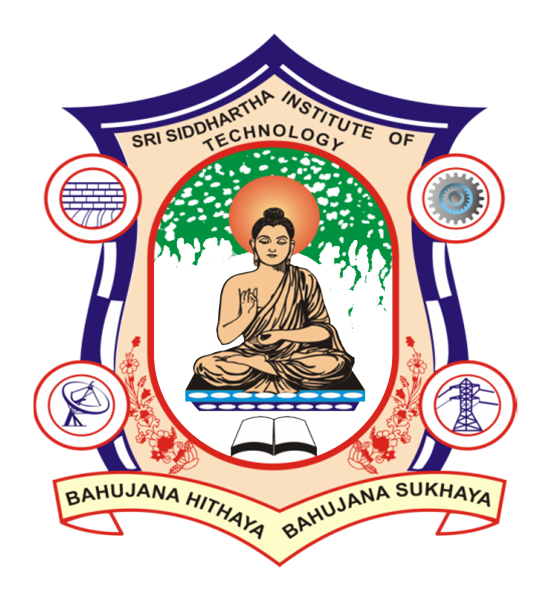 SRI SIDDHARTHA INSTITUTE OF
TECHNOLOGY
BAHUJANA HITHAYA BAHUJANA SUKHAYA